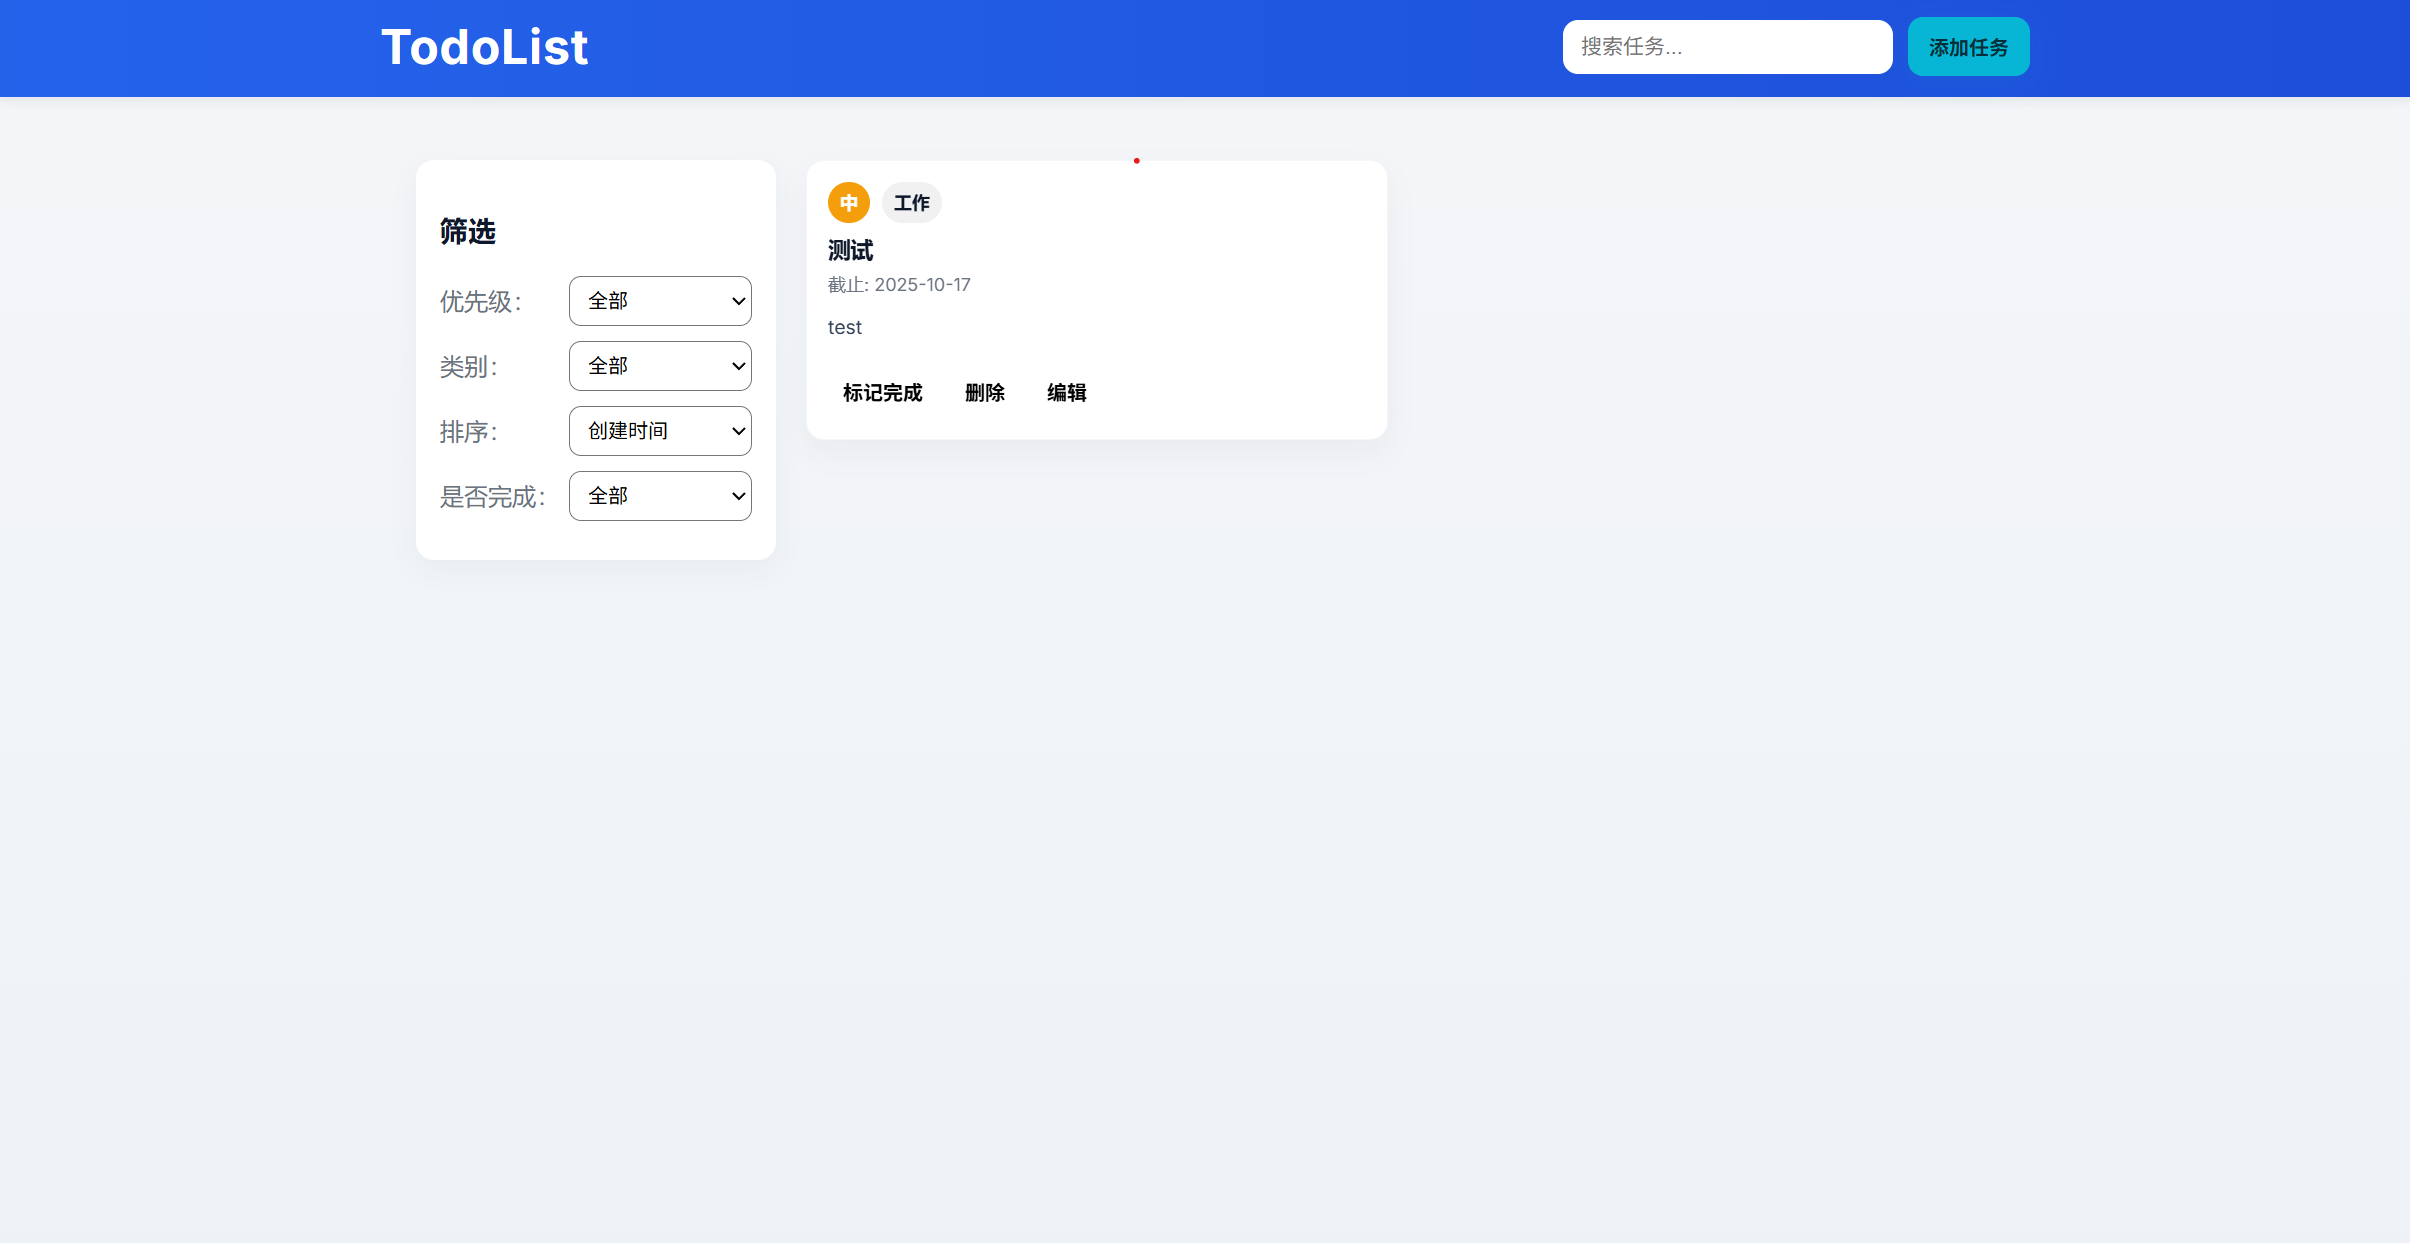 TodoList
搜索任务...
添加任务
筛选
优先级：
全部
类别：
全部
排序：
创建时间
是否完成：
全部
中
工作
测试
截止: 2025-10-17
test
标记完成
删除
编辑